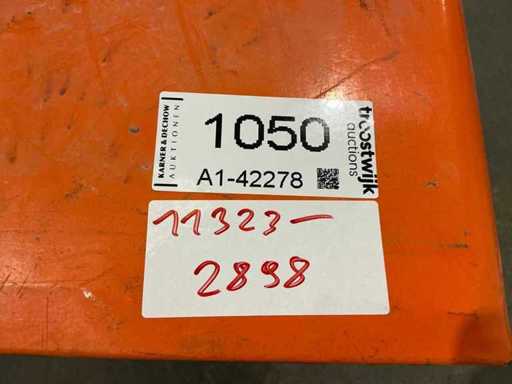 KARNER & DECHOW
AUKTIONEN
1050
A1-42278
troostwijk
auctions
11323-
2898